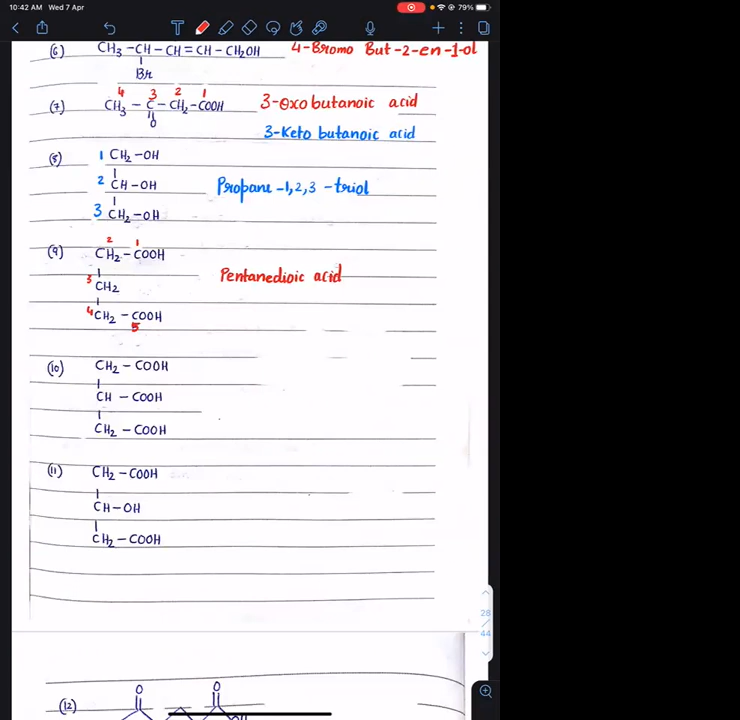 10:42 AM Wed 7 Apr
79%
(6) CH3 -CH - CH = CH - CH2OH 4-Bromo But-2-en-1-ol
Br
4 3 2 1
(7) CH3 - C - CH2 - COOH 3-Oxo butanoic acid
O
3-Keto butanoic acid
(8) 1 CH2 -OH
2 CH -OH Propane -1,2,3 -triol
3 CH2 -OH
2 1
(9) CH2 - COOH
3 CH2 Pentanedioic acid
4 CH2 - COOH
5
(10) CH2 - COOH
CH - COOH
CH2 - COOH
(11) CH2 -COOH
CH-OH
CH2 -COOH
28
/
44
O O
(12)